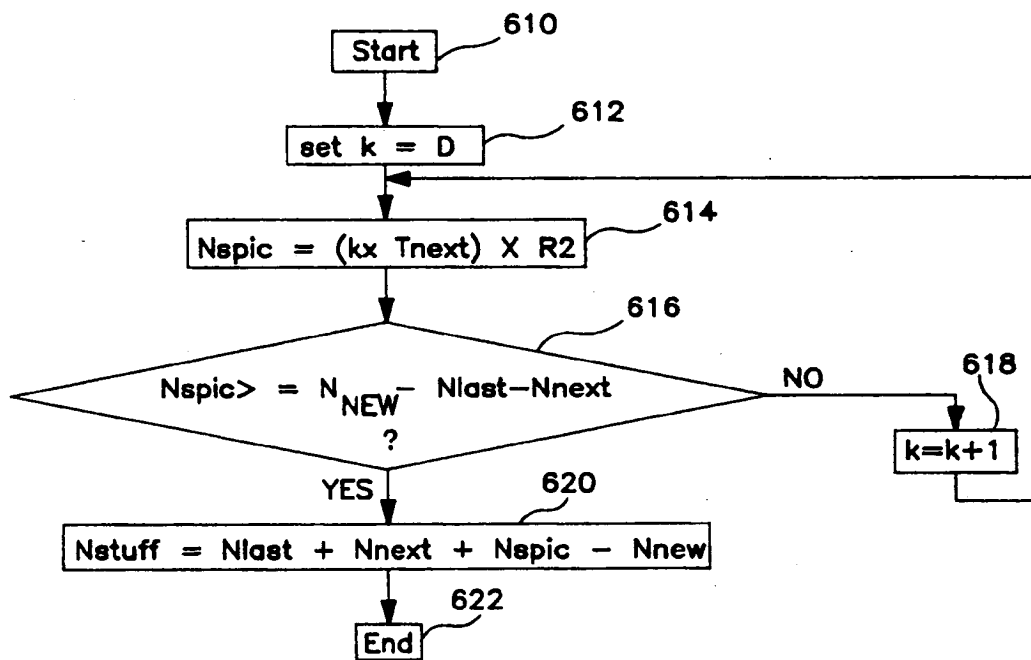 610
Start
612
set k = D
614
Nspic = (kx Tnext) X R2
616
Nspic> = N NEW - Nlast-Nnext
?
NO
618
k=k+1
YES
620
Nstuff = Nlast + Nnext + Nspic - Nnew
622
End